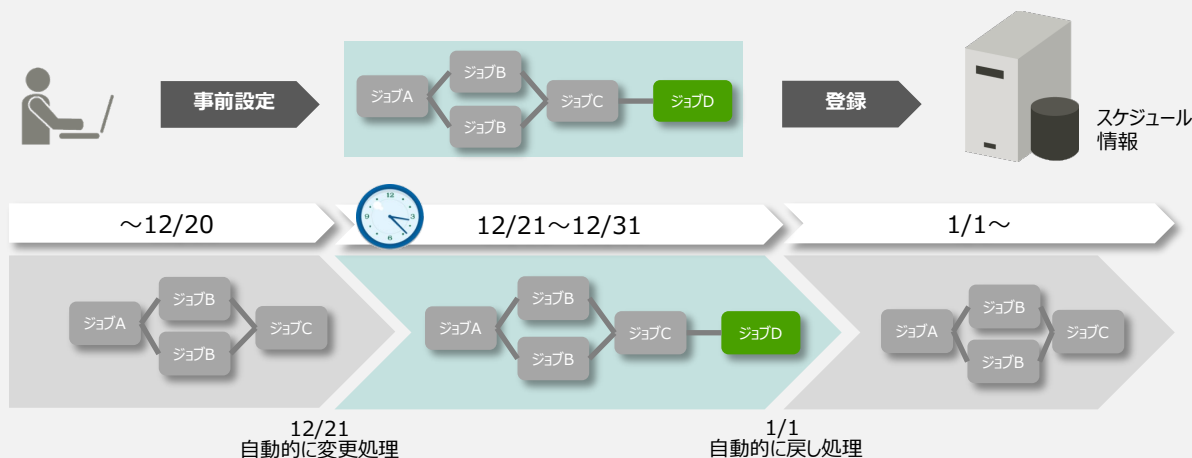 事前設定
ジョブA
ジョブB
ジョブB
ジョブC
ジョブD
登録
スケジュール
情報
12
3
6
9
～12/20
12/21～12/31
1/1～
ジョブA
ジョブB
ジョブB
ジョブC
ジョブA
ジョブB
ジョブB
ジョブC
ジョブD
ジョブA
ジョブB
ジョブB
ジョブC
12/21
自動的に変更処理
1/1
自動的に戻し処理